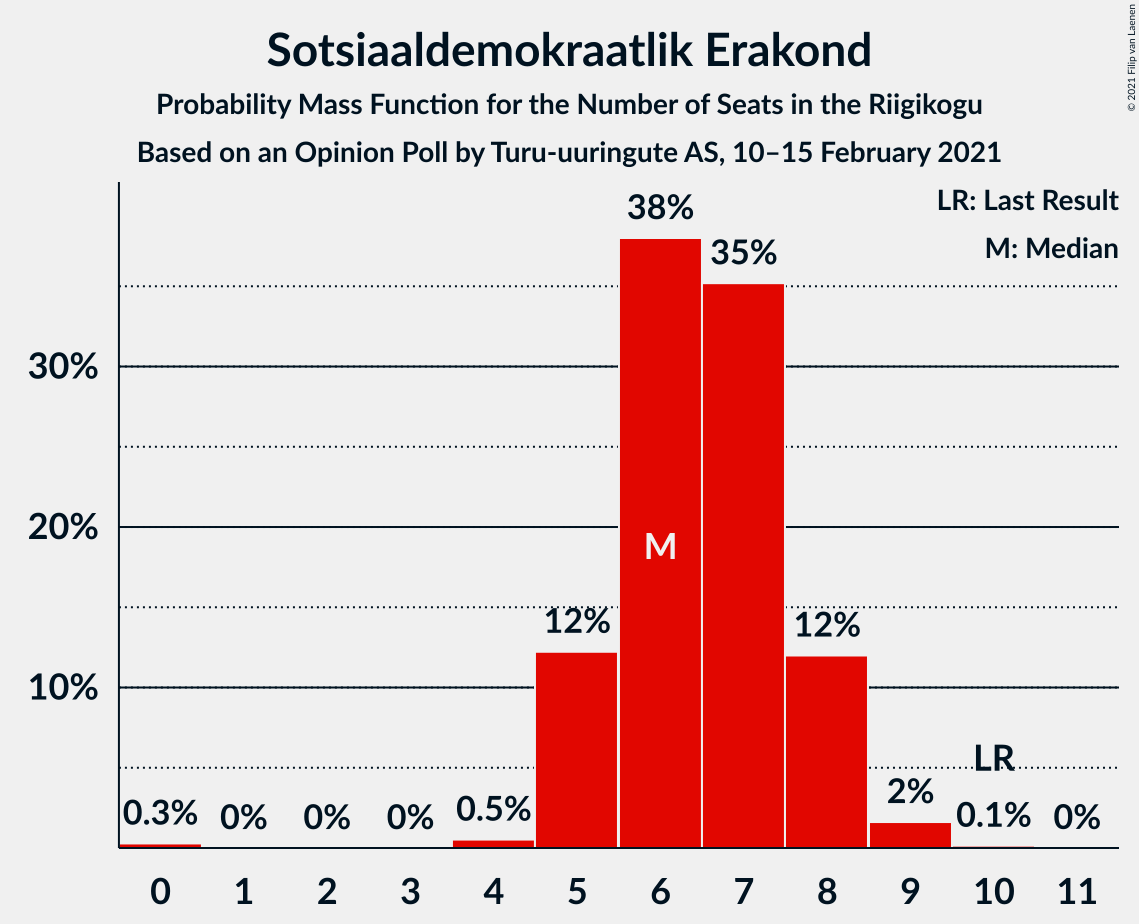 Sotsiaaldemokraatlik Erakond
Probability Mass Function for the Number of Seats in the Riigikogu
Based on an Opinion Poll by Turu-uuringute AS, 10–15 February 2021
© 2021 Filip van Laenen
LR: Last Result
M: Median
38%
35%
30%
20%
M
12%
12%
10%
LR
2%
0.3%
0%
0%
0%
0.5%
0.1%
0%
0 1 2 3 4 5 6 7 8 9 10 11